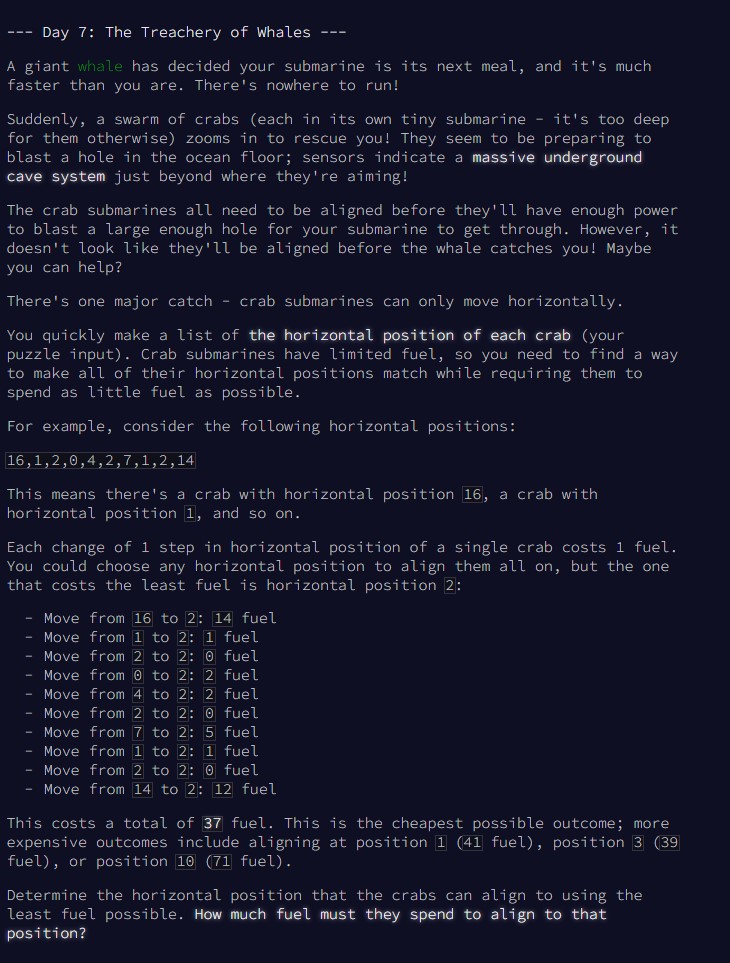 --- Day 7: The Treachery of Whales ---
A giant whale has decided your submarine is its next meal, and it's much
faster than you are. There's nowhere to run!
Suddenly, a swarm of crabs (each in its own tiny submarine - it's too deep
for them otherwise) zooms in to rescue you! They seem to be preparing to
blast a hole in the ocean floor; sensors indicate a massive underground
cave system just beyond where they're aiming!
The crab submarines all need to be aligned before they'll have enough power
to blast a large enough hole for your submarine to get through. However, it
doesn't look like they'll be aligned before the whale catches you! Maybe
you can help?
There's one major catch - crab submarines can only move horizontally.
You quickly make a list of the horizontal position of each crab (your
puzzle input). Crab submarines have limited fuel, so you need to find a way
to make all of their horizontal positions match while requiring them to
spend as little fuel as possible.
For example, consider the following horizontal positions:
16,1,2,0,4,2,7,1,2,14
This means there's a crab with horizontal position 16, a crab with
horizontal position 1, and so on.
Each change of 1 step in horizontal position of a single crab costs 1 fuel.
You could choose any horizontal position to align them all on, but the one
that costs the least fuel is horizontal position 2:
- Move from 16 to 2: 14 fuel
- Move from 1 to 2: 1 fuel
- Move from 2 to 2: 0 fuel
- Move from 0 to 2: 2 fuel
- Move from 4 to 2: 2 fuel
- Move from 2 to 2: 0 fuel
- Move from 7 to 2: 5 fuel
- Move from 1 to 2: 1 fuel
- Move from 2 to 2: 0 fuel
- Move from 14 to 2: 12 fuel
This costs a total of 37 fuel. This is the cheapest possible outcome; more
expensive outcomes include aligning at position 1 (41 fuel), position 3 (39
fuel), or position 10 (71 fuel).
Determine the horizontal position that the crabs can align to using the
least fuel possible. How much fuel must they spend to align to that
position?